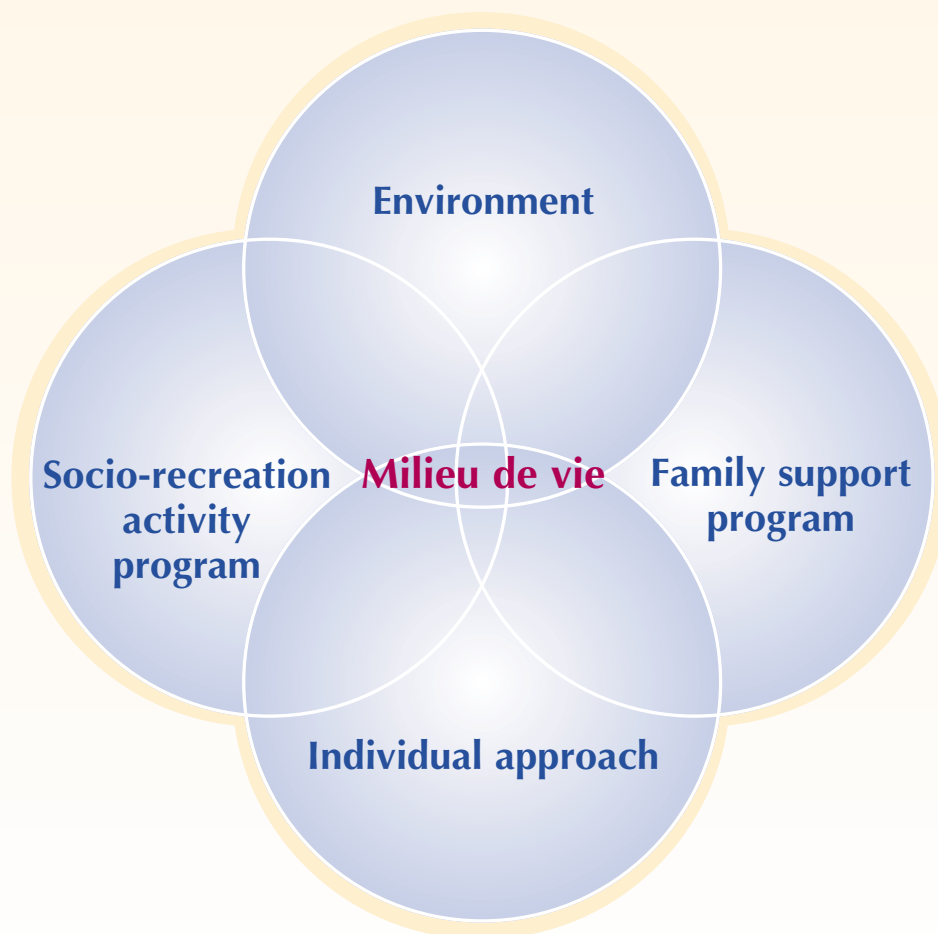 Environment
Socio-recreation
activity
program
Milieu de vie
Family support
program
Individual approach